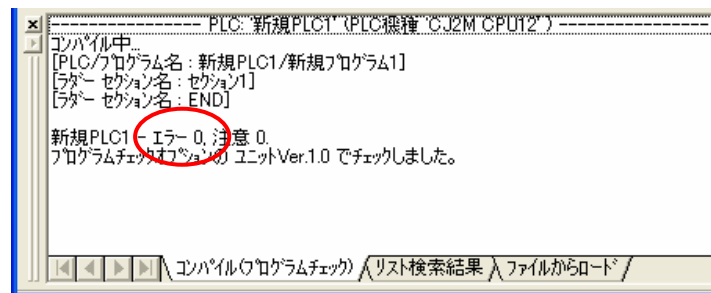 ---------------- PLC: '新規PLC1' (PLC機種 'CJ2M CPU12' ) ----------------
ｺﾝﾊﾟｲﾙ中...
[PLC/ﾌﾟﾛｸﾞﾗﾑ名 : 新規PLC1/新規ﾌﾟﾛｸﾞﾗﾑ1]
[ﾗﾀﾞｰ ｾｸｼｮﾝ名 : ｾｸｼｮﾝ1]
[ﾗﾀﾞｰ ｾｸｼｮﾝ名 : END]
新規PLC1 - ｴﾗｰ 0, 注意 0.
ﾌﾟﾛｸﾞﾗﾑﾁｪｯｸｵﾌﾟｼｮﾝの ﾕﾆｯﾄVer.1.0 でﾁｪｯｸしました。
ｺﾝﾊﾟｲﾙ(ﾌﾟﾛｸﾞﾗﾑﾁｪｯｸ) ﾘｽﾄ検索結果 ﾌｧｲﾙからﾛｰﾄﾞ